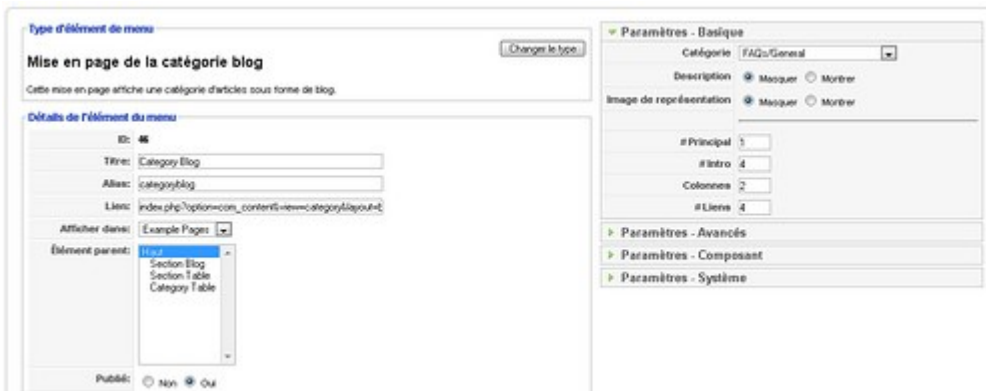 Type d'élément de menu
Changer le type
Mise en page de la catégorie blog
Cette mise en page affiche une catégorie d'articles sous forme de blog.
Détails de l'élément du menu
ID: 46
Titre: Category Blog
Alias: categoryblog
Lien: index.php?option=com_content&view=category&layout=b
Afficher dans: Example Pages
Élément parent: Haut
Section Blog
Section Table
Category Table
Publié: Non Oui
Paramètres - Basique
Catégorie FAQs/General
Description Masquer Montrer
Image de représentation Masquer Montrer
# Principal 1
# Intro 4
Colonnes 2
# Liens 4
Paramètres - Avancés
Paramètres - Composant
Paramètres - Système